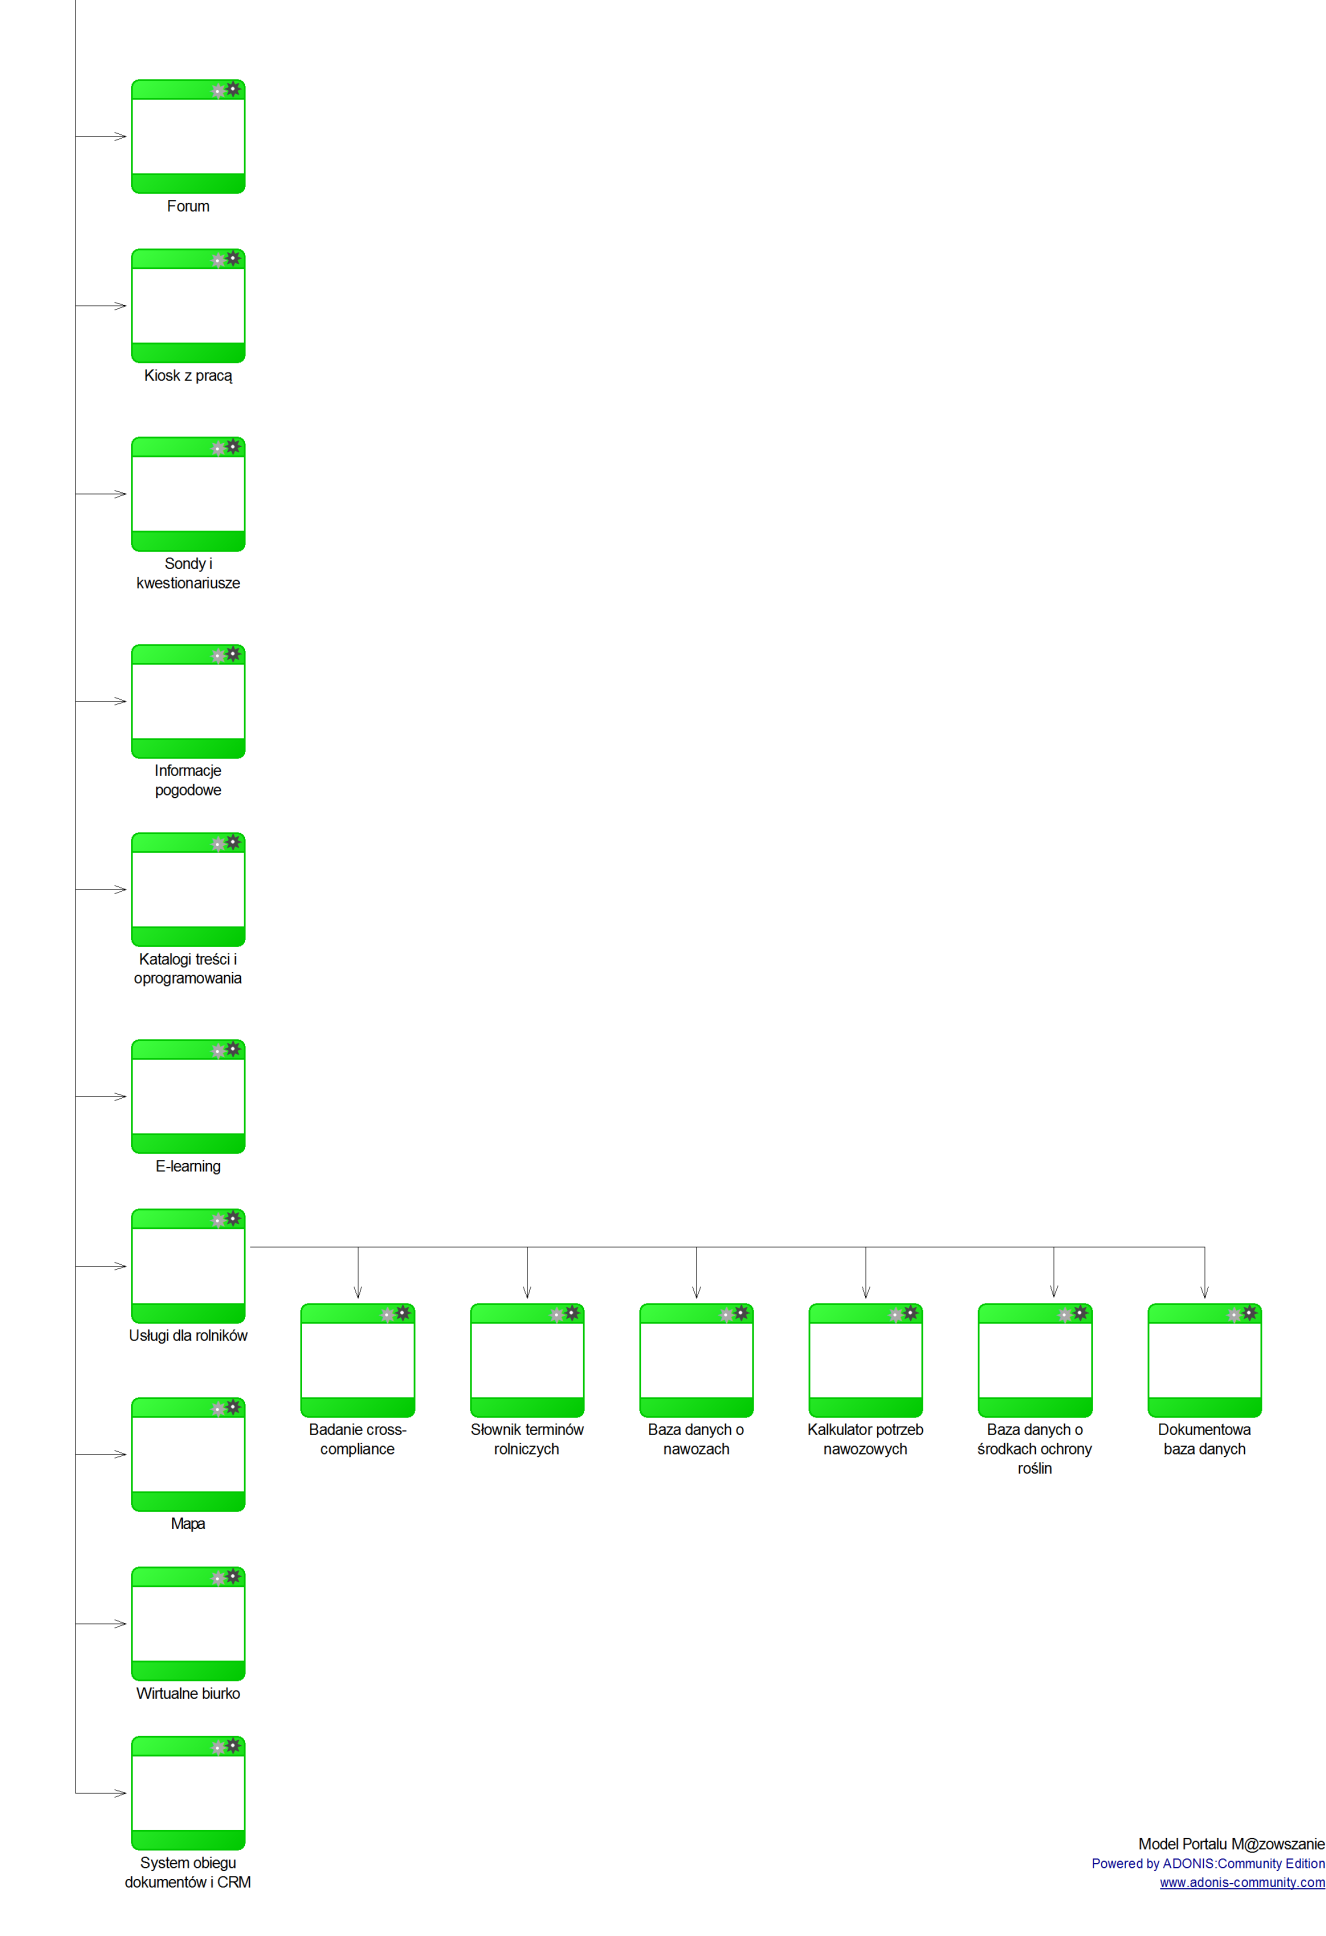 Forum
Kiosk z pracą
Sondy i
kwestionariusze
Informacje
pogodowe
Katalogi treści i
oprogramowania
E-learning
Usługi dla rolników
Badanie cross-
compliance
Słownik terminów
rolniczych
Baza danych o
nawozach
Kalkulator potrzeb
nawozowych
Baza danych o
środkach ochrony
roślin
Dokumentowa
baza danych
Mapa
Wirtualne biurko
System obiegu
dokumentów i CRM
Model Portalu M@zowszanie
Powered by ADONIS:Community Edition
www.adonis-community.com